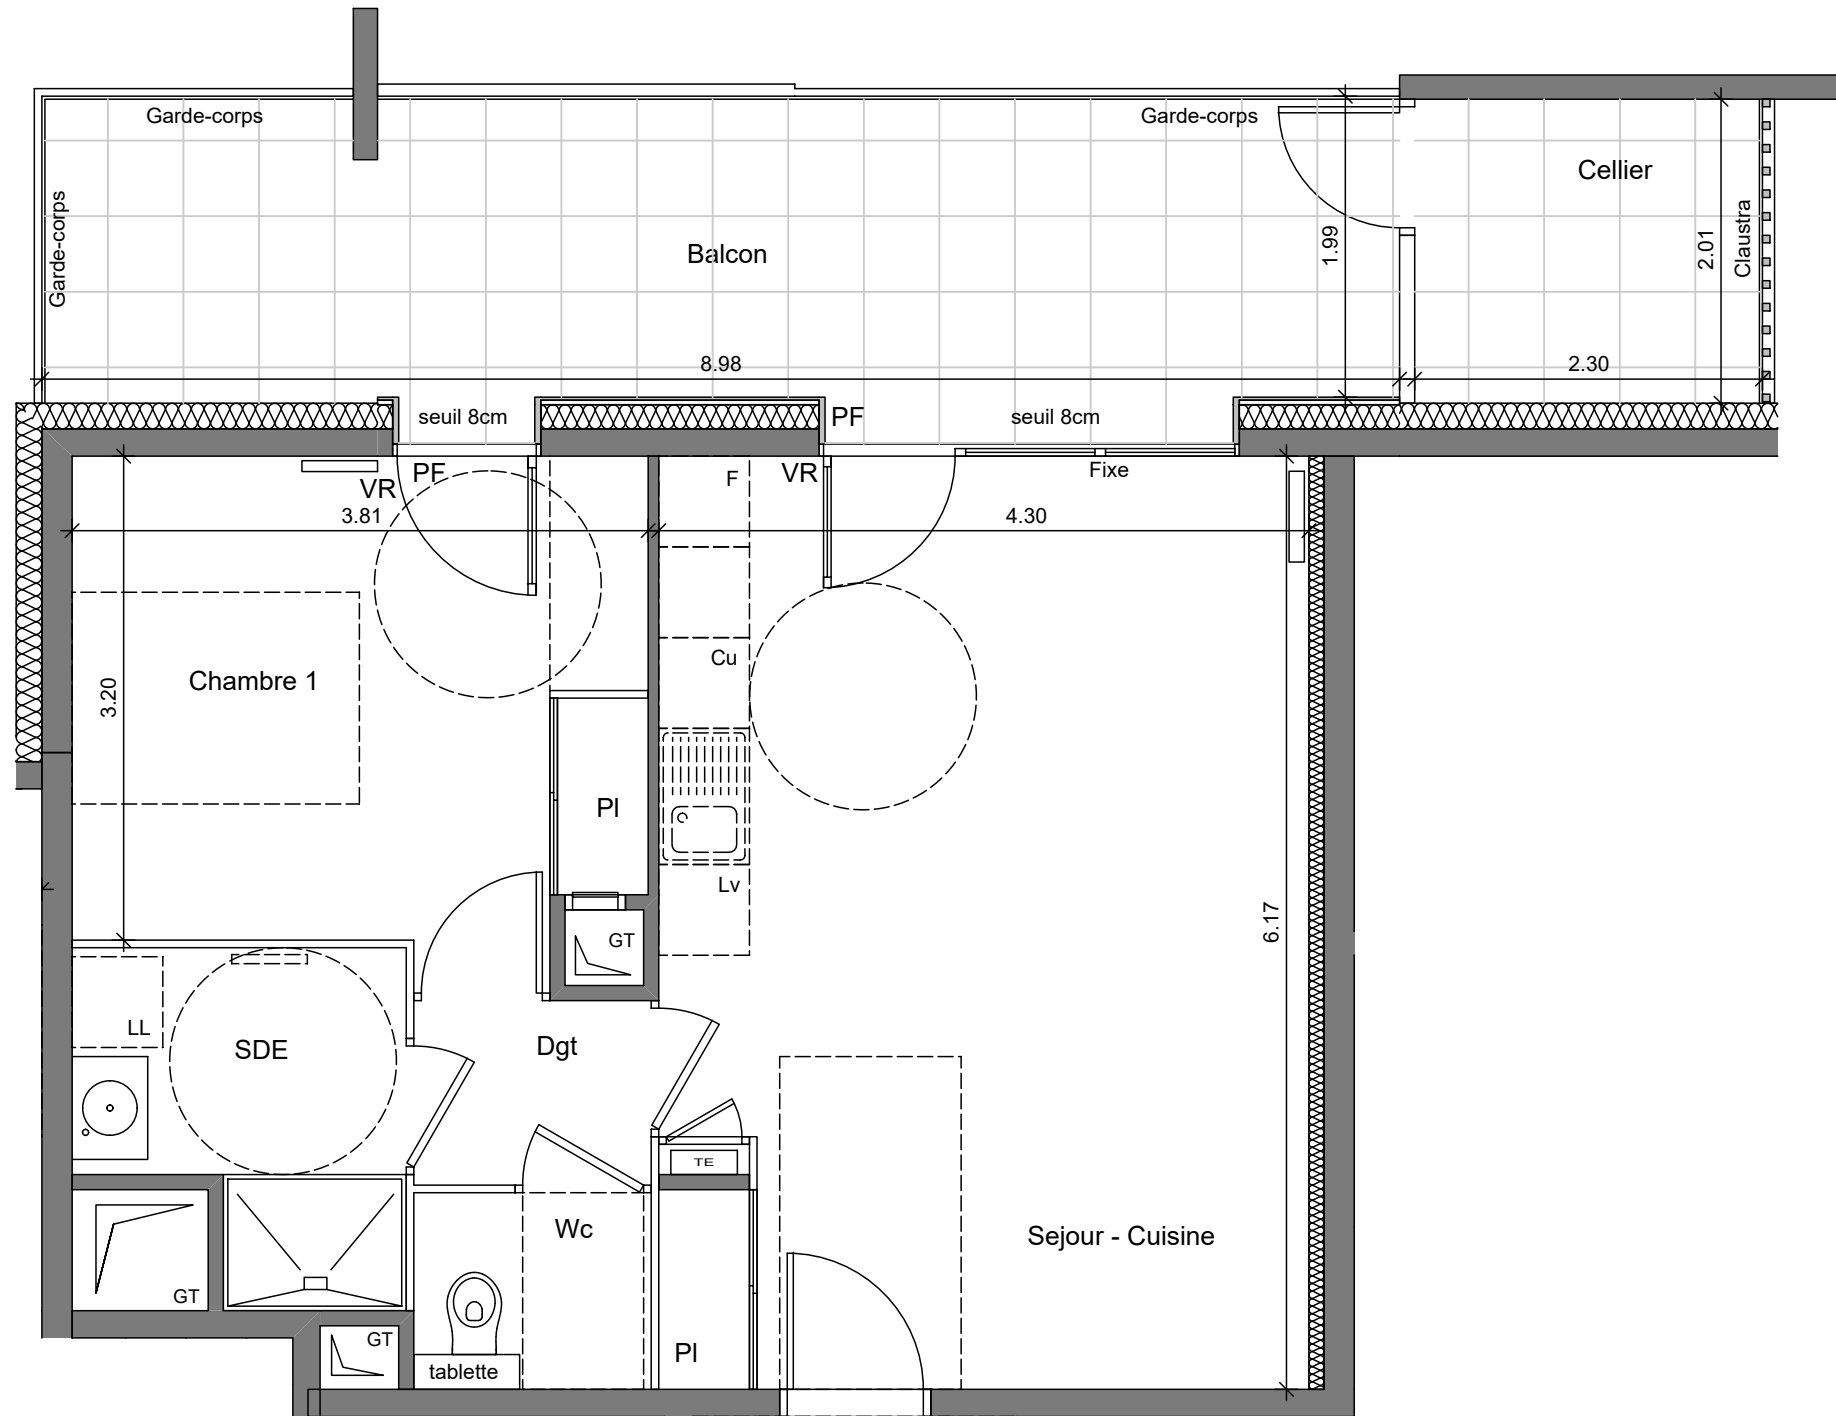 Garde-corps
Garde-corps
Cellier
Garde-corps
Balcon
1.99
2.01
Claustra
8.98
2.30
seuil 8cm
PF
seuil 8cm
VR
PF
F
VR
Fixe
3.81
4.30
Chambre 1
3.20
Cu
Pl
Lv
GT
6.17
LL
SDE
Dgt
TE
Wc
Sejour - Cuisine
GT
GT
Pl
tablette